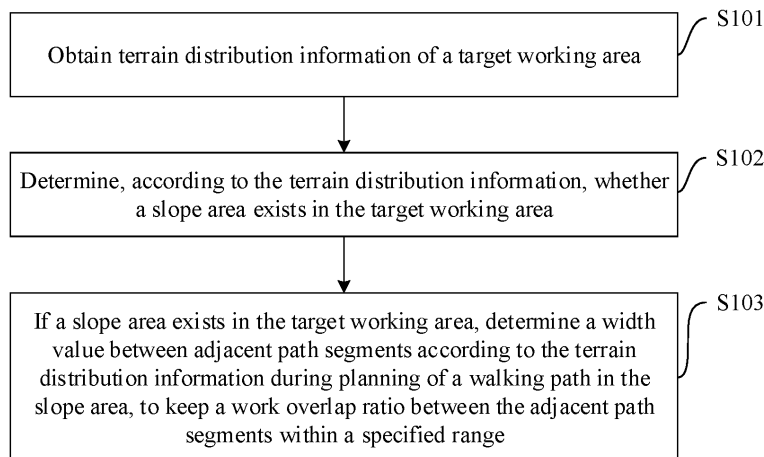 S101
Obtain terrain distribution information of a target working area
S102
Determine, according to the terrain distribution information, whether
a slope area exists in the target working area
S103
If a slope area exists in the target working area, determine a width
value between adjacent path segments according to the terrain
distribution information during planning of a walking path in the
slope area, to keep a work overlap ratio between the adjacent path
segments within a specified range